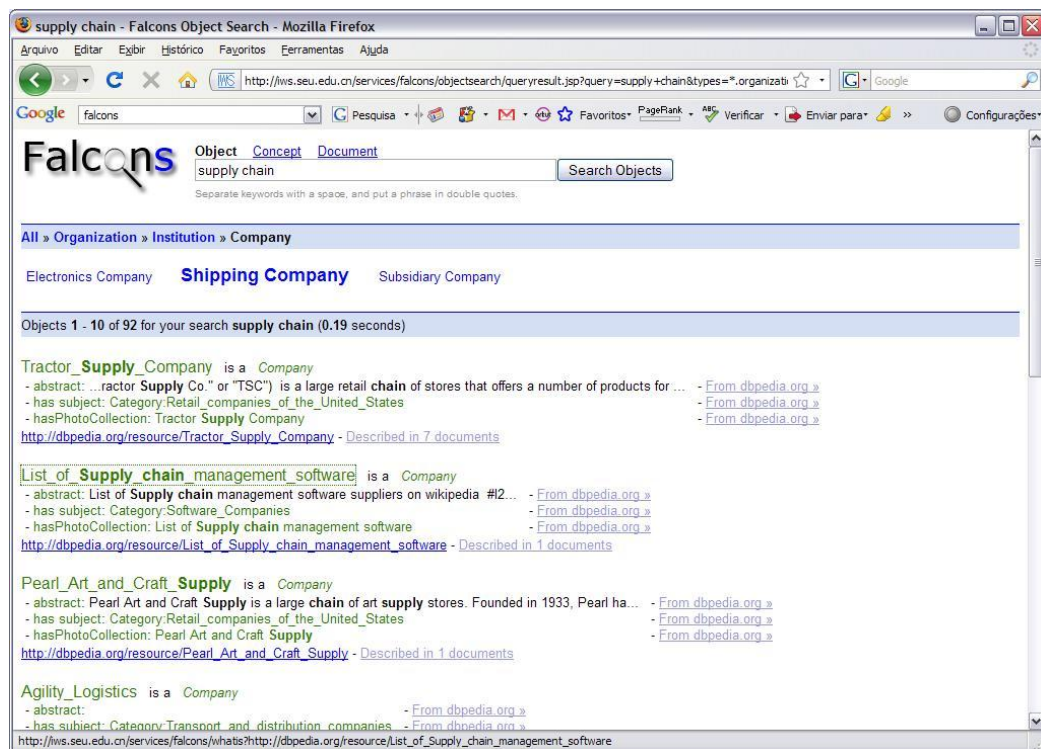 supply chain - Falcons Object Search - Mozilla Firefox
Arquivo Editar Exibir Histórico Favoritos Ferramentas Ajuda
http://iws.seu.edu.cn/services/falcons/objectsearch/queryresult.jsp?query=supply+chain&types=*.organizati Google
Google falcons Pesquisa Favoritos PageRank Verificar Enviar para » Configurações
Falcons
Object Concept Document
supply chain Search Objects
Separate keywords with a space, and put a phrase in double quotes.
All » Organization » Institution » Company
Electronics Company Shipping Company Subsidiary Company
Objects 1 - 10 of 92 for your search supply chain (0.19 seconds)
Tractor_Supply_Company is a Company
- abstract: ...ractor Supply Co." or "TSC") is a large retail chain of stores that offers a number of products for ... - From dbpedia.org »
- has subject: Category:Retail_companies_of_the_United_States - From dbpedia.org »
- hasPhotoCollection: Tractor Supply Company - From dbpedia.org »
http://dbpedia.org/resource/Tractor_Supply_Company - Described in 7 documents
List_of_Supply_chain_management_software is a Company
- abstract: List of Supply chain management software suppliers on wikipedia #l2... - From dbpedia.org »
- has subject: Category:Software_Companies - From dbpedia.org »
- hasPhotoCollection: List of Supply chain management software - From dbpedia.org »
http://dbpedia.org/resource/List_of_Supply_chain_management_software - Described in 1 documents
Pearl_Art_and_Craft_Supply is a Company
- abstract: Pearl Art and Craft Supply is a large chain of art supply stores. Founded in 1933, Pearl ha... - From dbpedia.org »
- has subject: Category:Retail_companies_of_the_United_States - From dbpedia.org »
- hasPhotoCollection: Pearl Art and Craft Supply - From dbpedia.org »
http://dbpedia.org/resource/Pearl_Art_and_Craft_Supply - Described in 1 documents
Agility_Logistics is a Company
- abstract: - From dbpedia.org »
- has subject: Category:Transport_and_distribution_companies - From dbpedia.org »
http://iws.seu.edu.cn/services/falcons/whatis?http://dbpedia.org/resource/List_of_Supply_chain_management_software